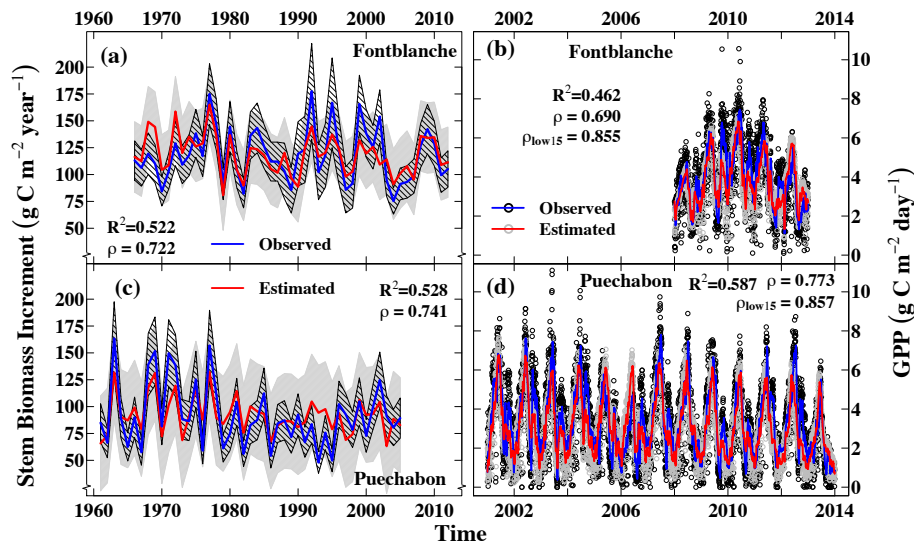 1960 1970 1980 1990 2000 2010 2002 2006 2010 2014
(a) Fontblanche
200
175
150
125
100
75
50
R²=0.522
ρ = 0.722
Observed
(b) Fontblanche
R²=0.462
ρ = 0.690
ρlow15 = 0.855
Observed
Estimated
10
8
6
4
2
0
(c) Estimated
R²=0.528
ρ = 0.741
200
175
150
125
100
75
50
Puechabon
(d) Puechabon
R²=0.587 ρ = 0.773
ρlow15 = 0.857
10
8
6
4
2
0
1960 1970 1980 1990 2000 2010 2002 2006 2010 2014
Time
Stem Biomass Increment (g C m⁻² year⁻¹)
GPP (g C m⁻² day⁻¹)